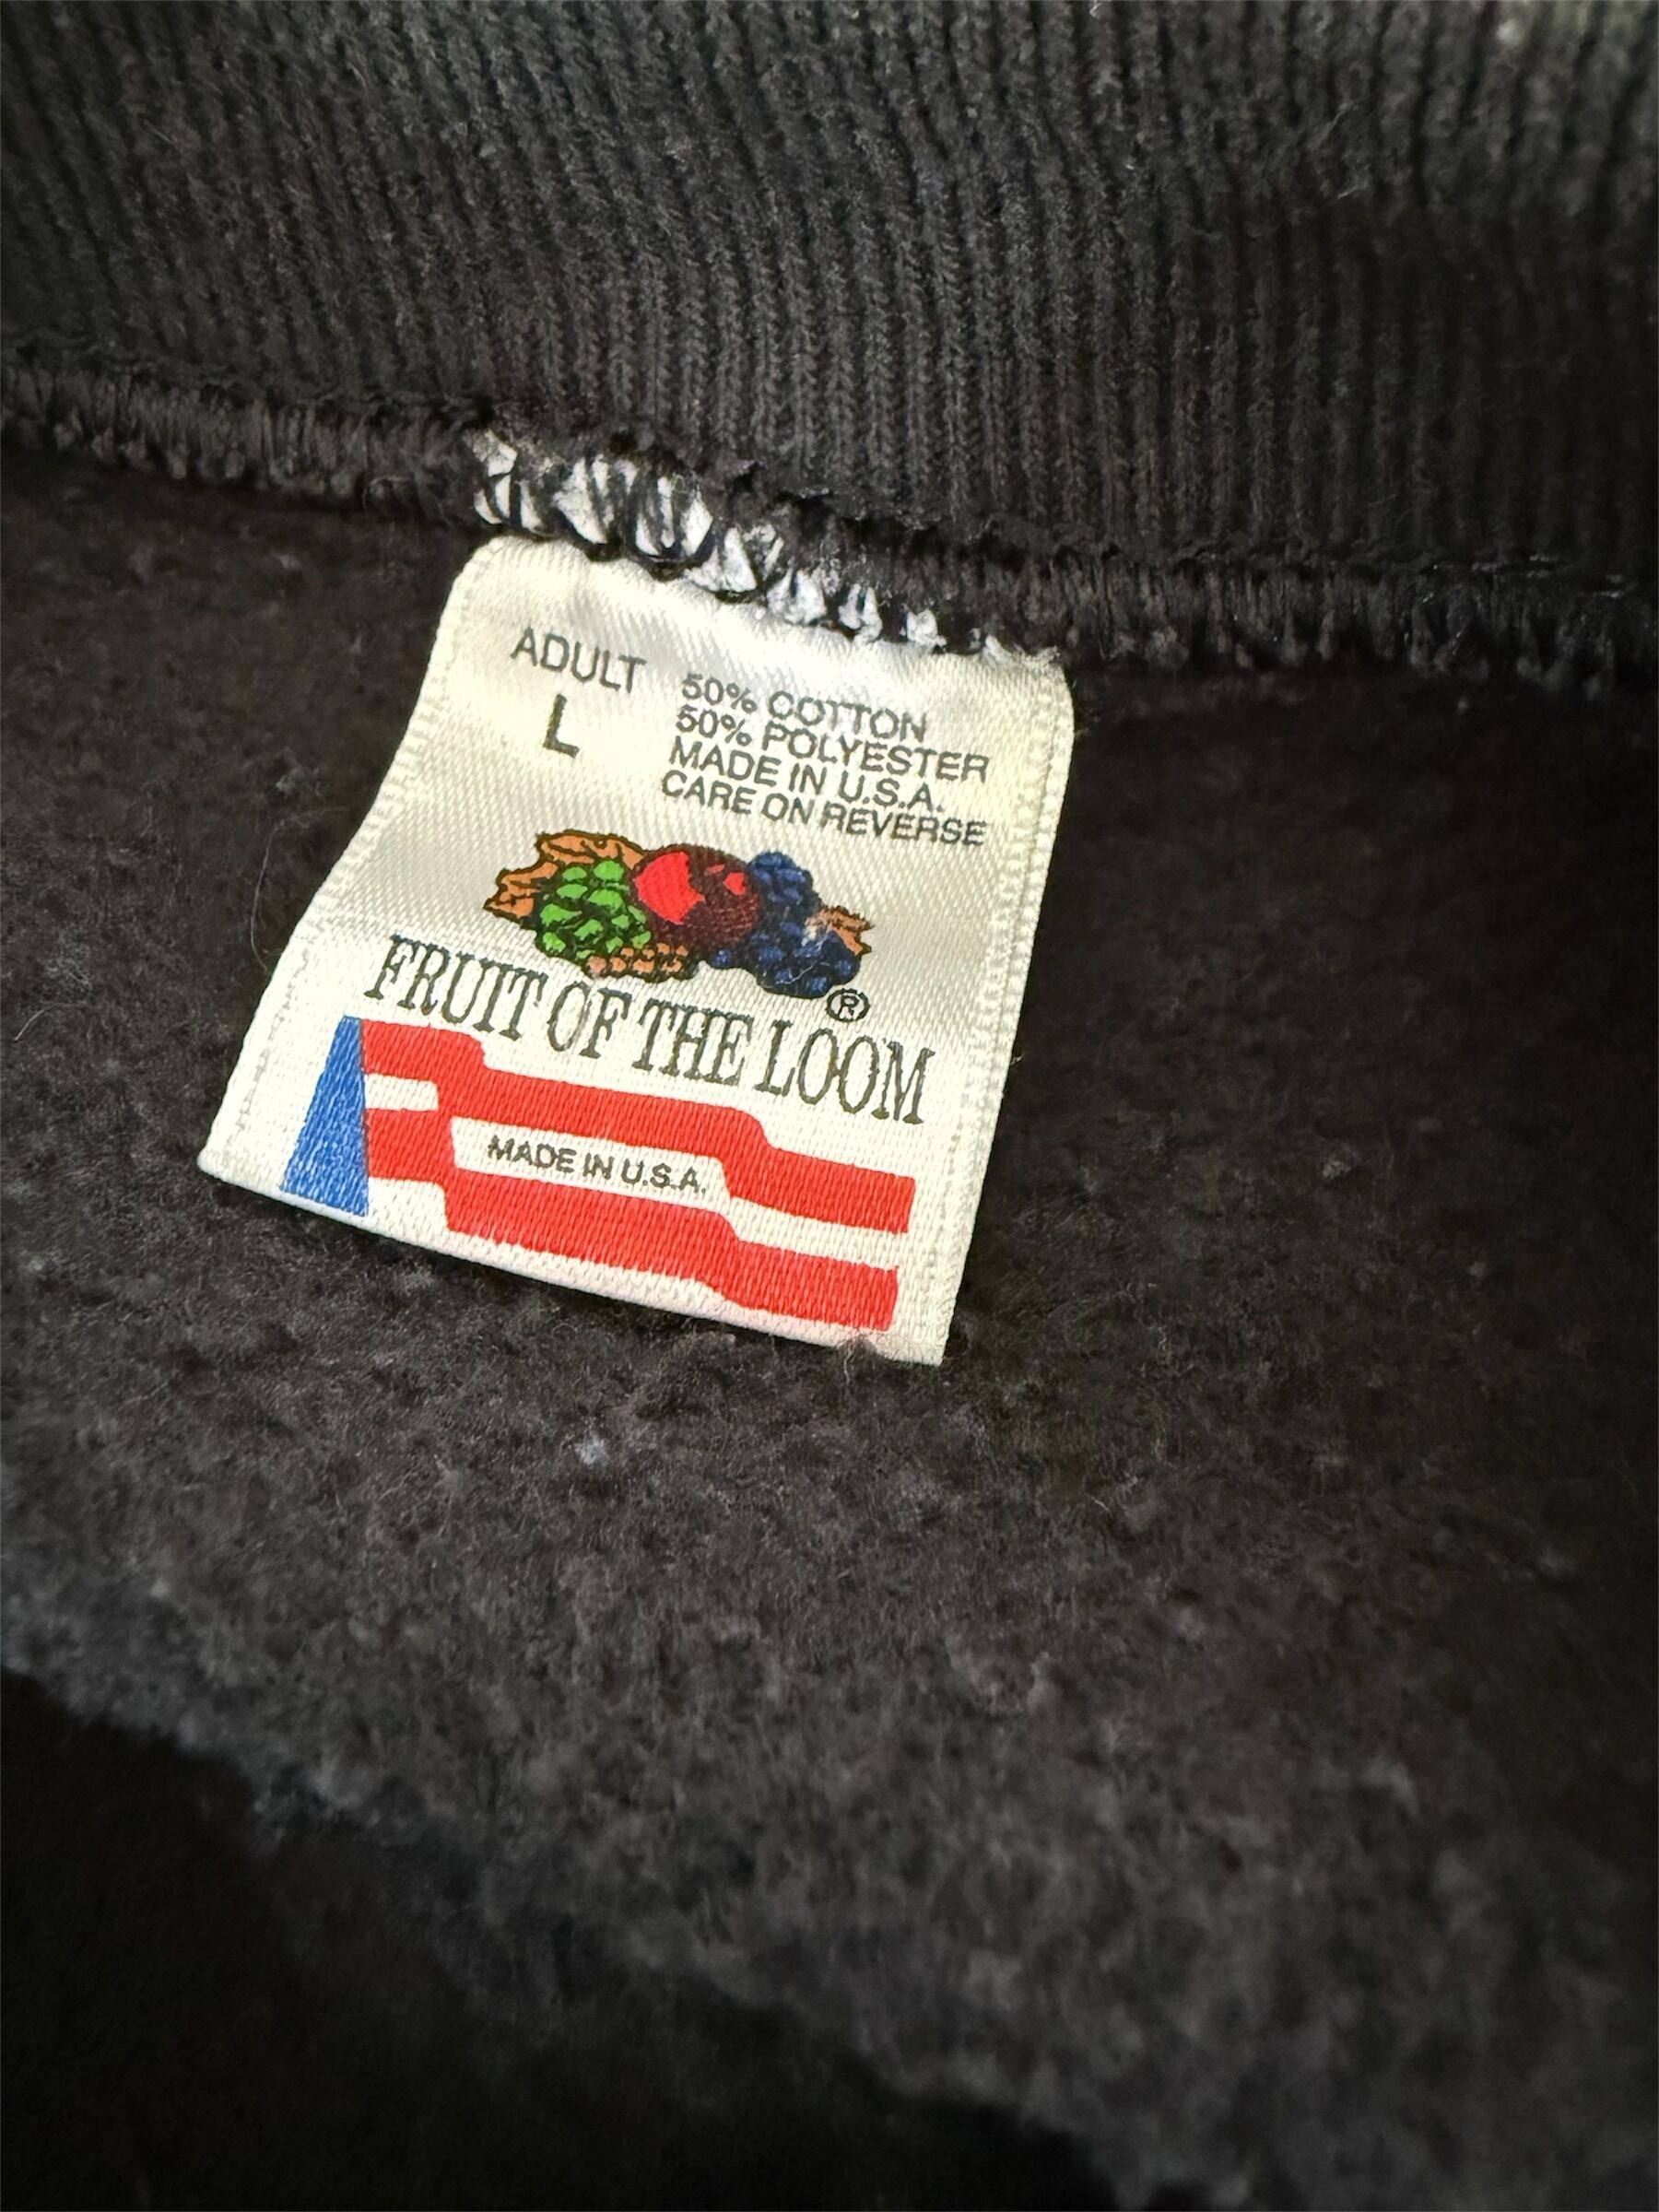 ADULT
L
50% COTTON
50% POLYESTER
MADE IN U.S.A.
CARE ON REVERSE
®
FRUIT OF THE LOOM
MADE IN U.S.A.